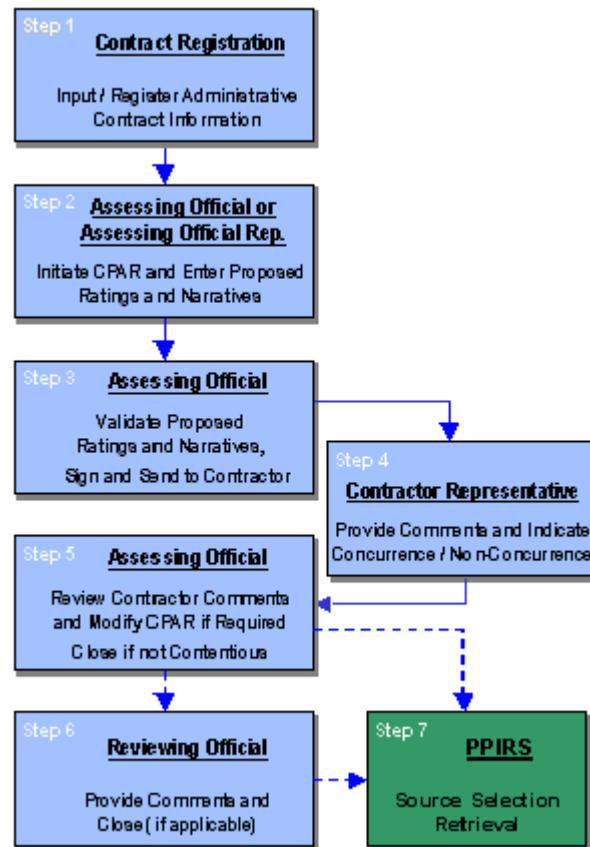 Step 1
Contract Registration
Input / Register Administrative
Contract Information
Step 2
Assessing Official or
Assessing Official Rep.
Initiate CPAR and Enter Proposed
Ratings and Narratives
Step 3
Assessing Official
Validate Proposed
Ratings and Narratives,
Sign and Send to Contractor
Step 4
Contractor Representative
Provide Comments and Indicate
Concurrence / Non-Concurrence
Step 5
Assessing Official
Review Contractor Comments
and Modify CPAR if Required
Close if not Contentious
Step 6
Reviewing Official
Provide Comments and
Close( if applicable)
Step 7
PPIRS
Source Selection
Retrieval